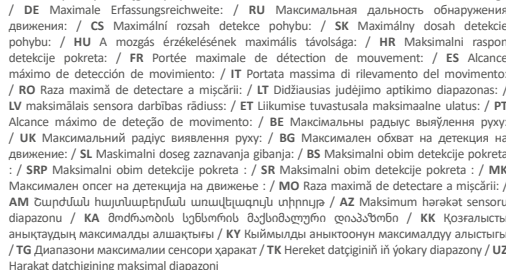 / DE Maximale Erfassungsreichweite: / RU Максимальная дальность обнаружения
движения: / CS Maximální rozsah detekce pohybu: / SK Maximálny dosah detekcie
pohybu: / HU A mozgás érzékelésének maximális távolsága: / HR Maksimalni raspon
detekcije pokreta: / FR Portée maximale de détection de mouvement: / ES Alcance
máximo de detección de movimiento: / IT Portata massima di rilevamento del movimento:
/ RO Raza maximă de detectare a mișcării: / LT Didžiausias judėjimo aptikimo diapazonas: /
LV maksimālais sensora darbības rādiuss: / ET Liikumise tuvastusala maksimaalne ulatus: / PT
Alcance máximo de deteção de movimento: / BE Максімальны радыус выяўлення руху:
/ UK Максимальний радіус виявлення руху: / BG Максимален обхват на детекция на
движение: / SL Maskimalni doseg zaznavanja gibanja: / BS Maksimalni obim detekcije pokreta
: / SRP Maksimalni obim detekcije pokreta : / SR Maksimalni obim detekcije pokreta : / MK
Максимален опсег на детекција на движење : / MO Raza maximă de detectare a mișcării: /
AM Շարժման հայտնաբերման առավելագույն տիրույթ / AZ Maksimum hərəkət sensoru
diapazonu / KA მოძრაობის სენსორის მაქსიმალური დიაპაზონი / KK Қозғалысты
анықтаудың максималды алшақтығы / KY Кыймылды аныктоонун максималдуу алыстыгы
/ TG Диапазони максималии сенсори ҳаракат / TK Hereket datçiginiň iň ýokary diapazony / UZ
Harakat datchigining maksimal diapazoni